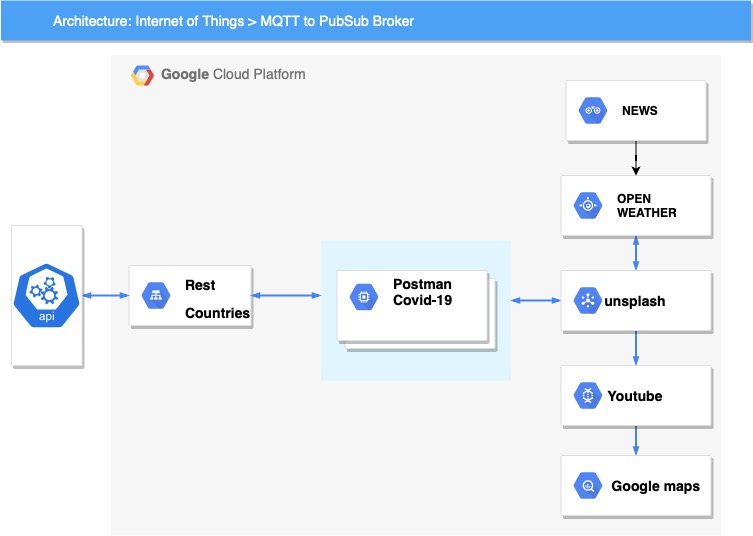 Architecture: Internet of Things > MQTT to PubSub Broker
Google Cloud Platform
NEWS
OPEN
WEATHER
api
Rest
Countries
Postman
Covid-19
unsplash
Youtube
Google maps